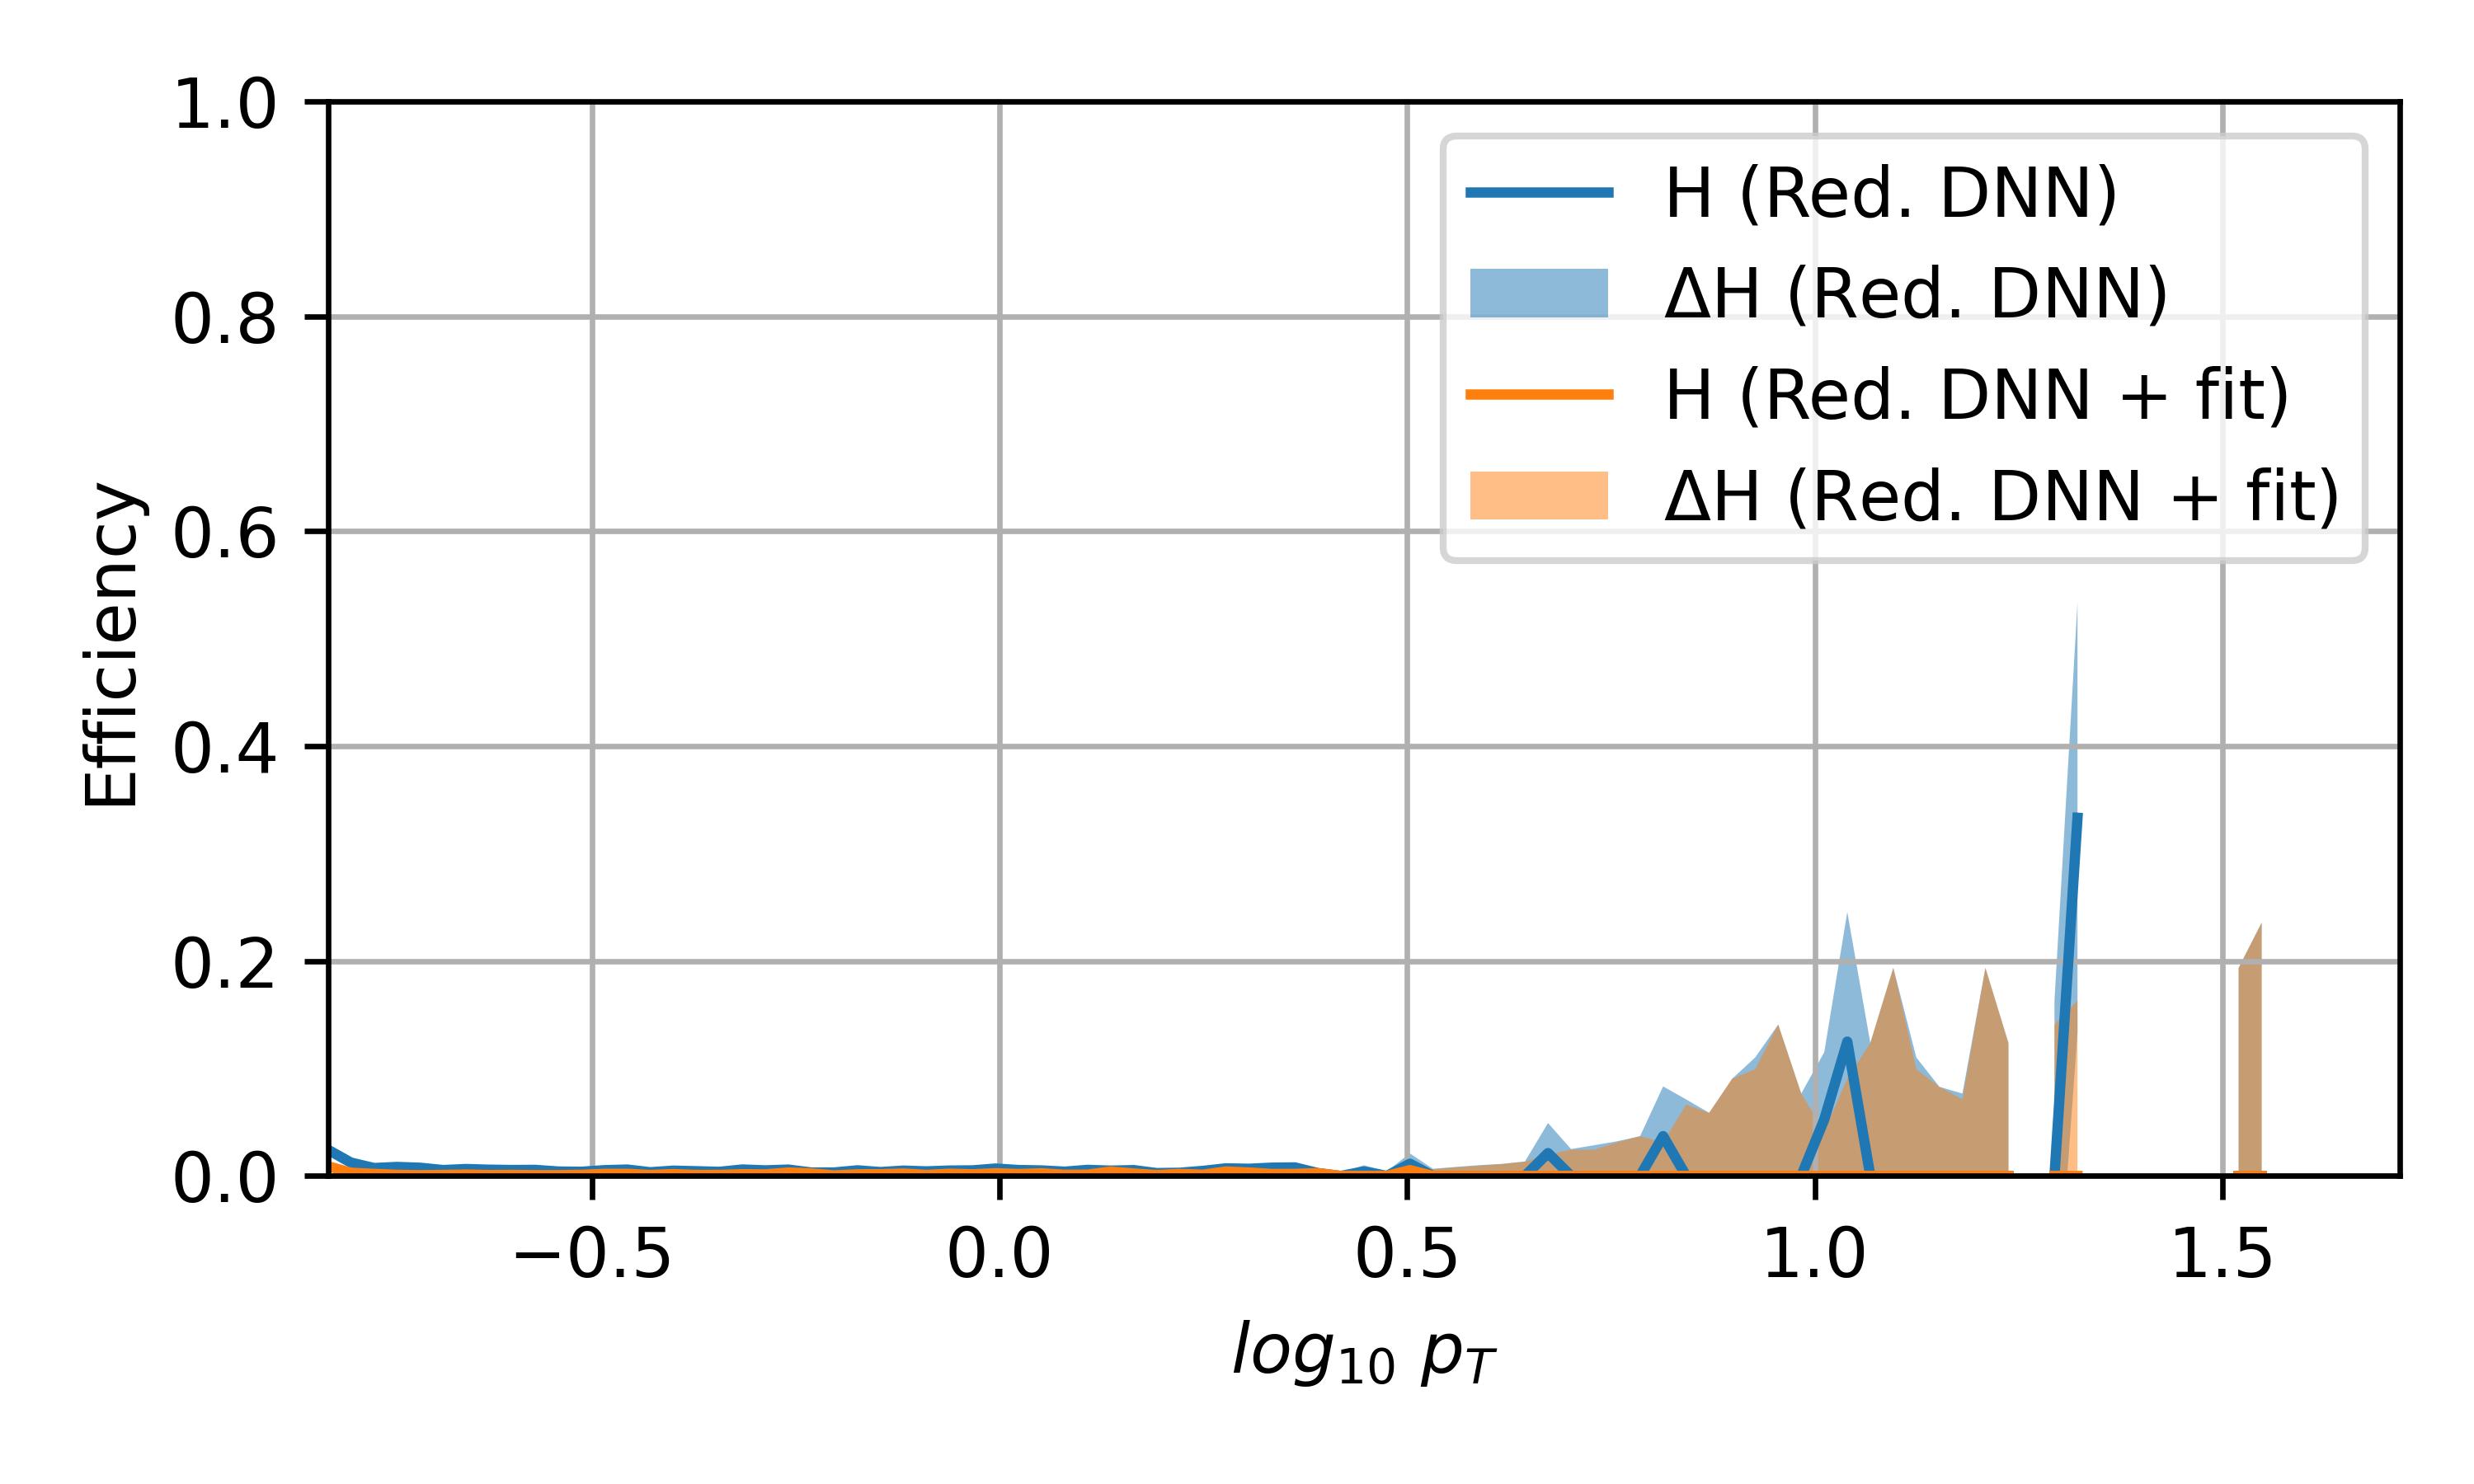 1.0
0.8
0.6
0.4
0.2
0.0
Efficiency
H (Red. DNN)
ΔH (Red. DNN)
H (Red. DNN + fit)
ΔH (Red. DNN + fit)
−0.5 0.0 0.5 1.0 1.5
log₁₀ p_T